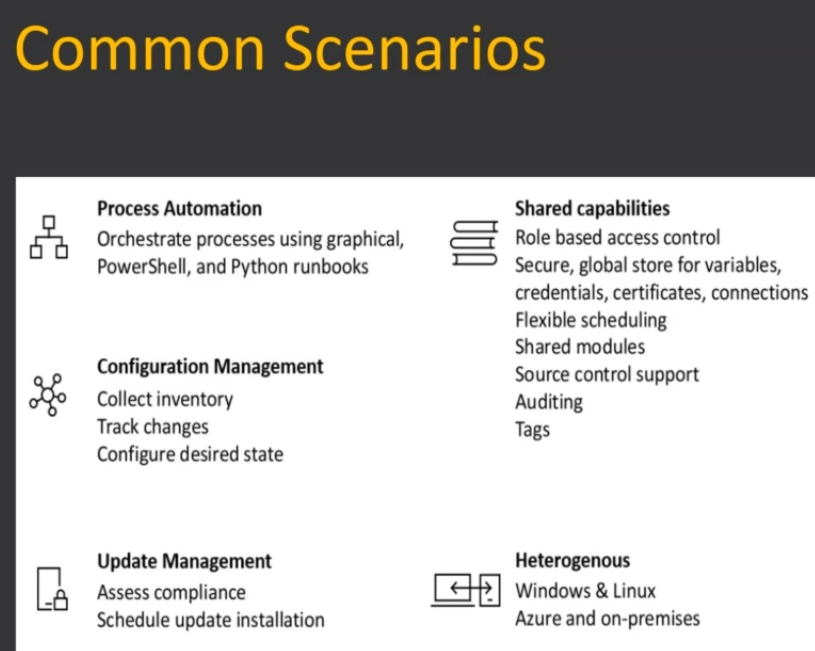 Common Scenarios
Process Automation
Orchestrate processes using graphical,
PowerShell, and Python runbooks
Configuration Management
Collect inventory
Track changes
Configure desired state
Update Management
Assess compliance
Schedule update installation
Shared capabilities
Role based access control
Secure, global store for variables,
credentials, certificates, connections
Flexible scheduling
Shared modules
Source control support
Auditing
Tags
Heterogenous
Windows & Linux
Azure and on-premises